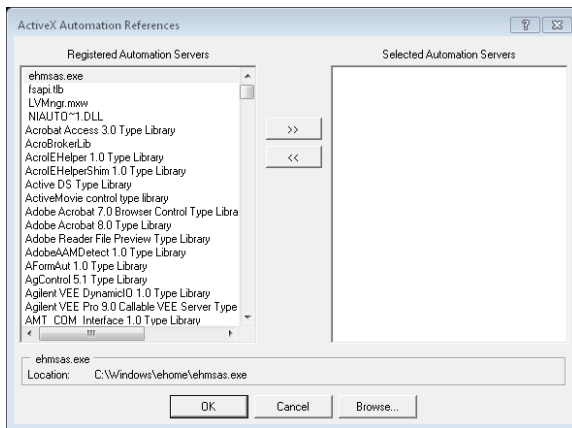 ActiveX Automation References
Registered Automation Servers
Selected Automation Servers
ehmsas.exe
fsapi.tlb
LVMngr.mxw
NIAUTO~1.DLL
Acrobat Access 3.0 Type Library
AcroBrokerLib
AcroIEHelper 1.0 Type Library
AcroIEHelperShim 1.0 Type Library
Active DS Type Library
ActiveMovie control type library
Adobe Acrobat 7.0 Browser Control Type Libra
Adobe Acrobat 8.0 Type Library
Adobe Reader File Preview Type Library
AdobeAAMDetect 1.0 Type Library
AFormAut 1.0 Type Library
AgControl 5.1 Type Library
Agilent VEE DynamicIO 1.0 Type Library
Agilent VEE Pro 9.0 Callable VEE Server Type
AMT_COM_Interface 1.0 Type Library
>>
<<
ehmsas.exe
Location: C:\Windows\ehome\ehmsas.exe
OK Cancel Browse...